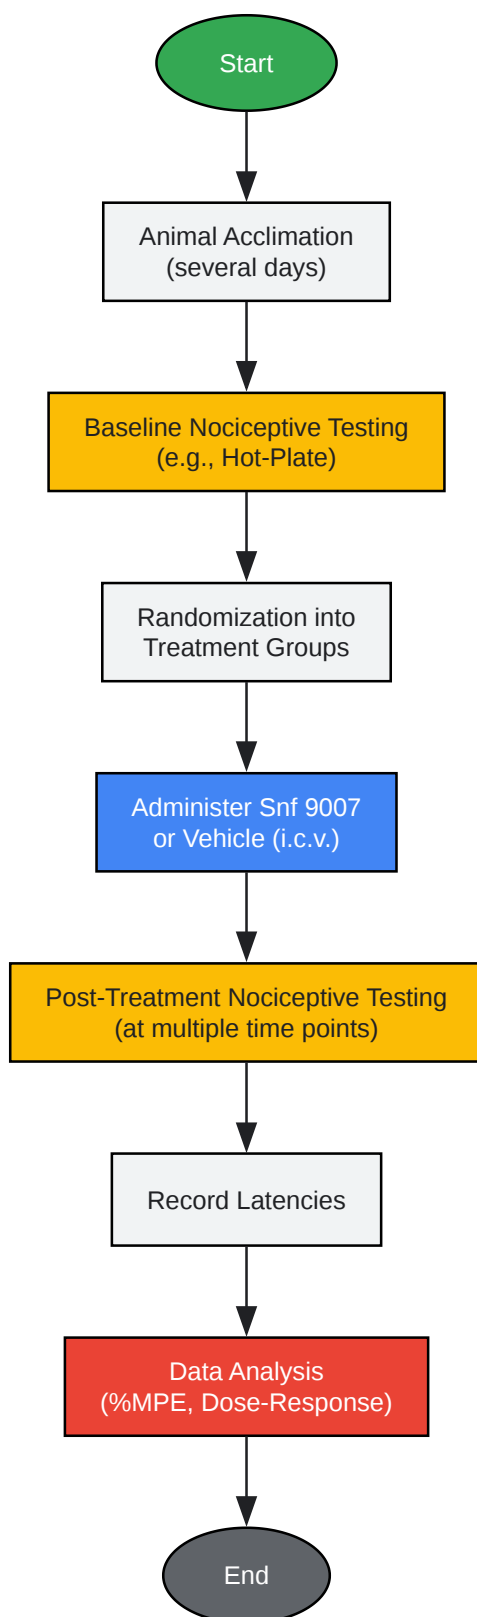 Start
Animal Acclimation
(several days)
Baseline Nociceptive Testing
(e.g., Hot-Plate)
Randomization into
Treatment Groups
Administer Snf 9007
or Vehicle (i.c.v.)
Post-Treatment Nociceptive Testing
(at multiple time points)
Record Latencies
Data Analysis
(%MPE, Dose-Response)
End